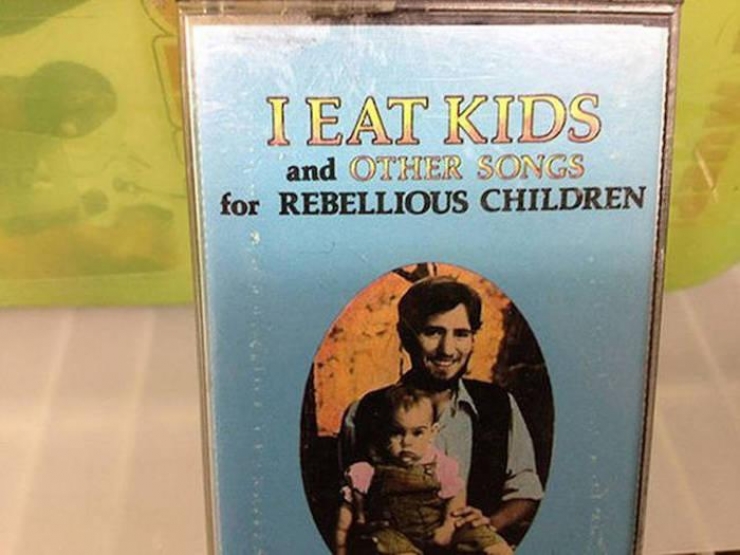 I EAT KIDS
and OTHER SONGS
for REBELLIOUS CHILDREN